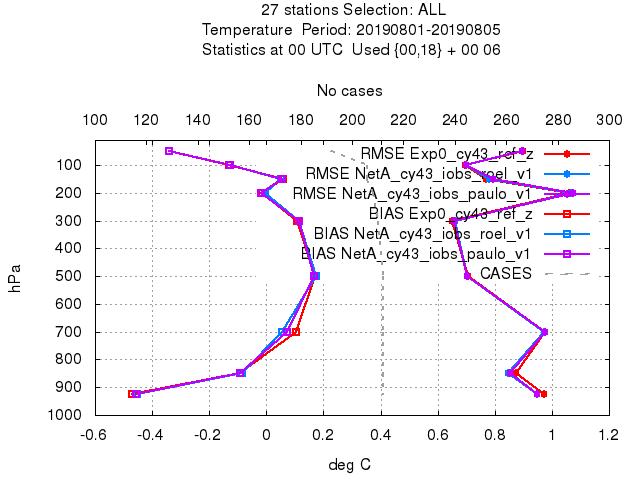 27 stations Selection: ALL
Temperature Period: 20190801-20190805
Statistics at 00 UTC Used {00,18} + 00 06
No cases
100 120 140 160 180 200 220 240 260 280 300
RMSE Exp0_cy43_ref_z
RMSE NetA_cy43_iobs_roel_v1
RMSE NetA_cy43_iobs_paulo_v1
BIAS Exp0_cy43_ref_z
BIAS NetA_cy43_iobs_roel_v1
BIAS NetA_cy43_iobs_paulo_v1
CASES
hPa
100
200
300
400
500
600
700
800
900
1000
-0.6 -0.4 -0.2 0 0.2 0.4 0.6 0.8 1 1.2
deg C